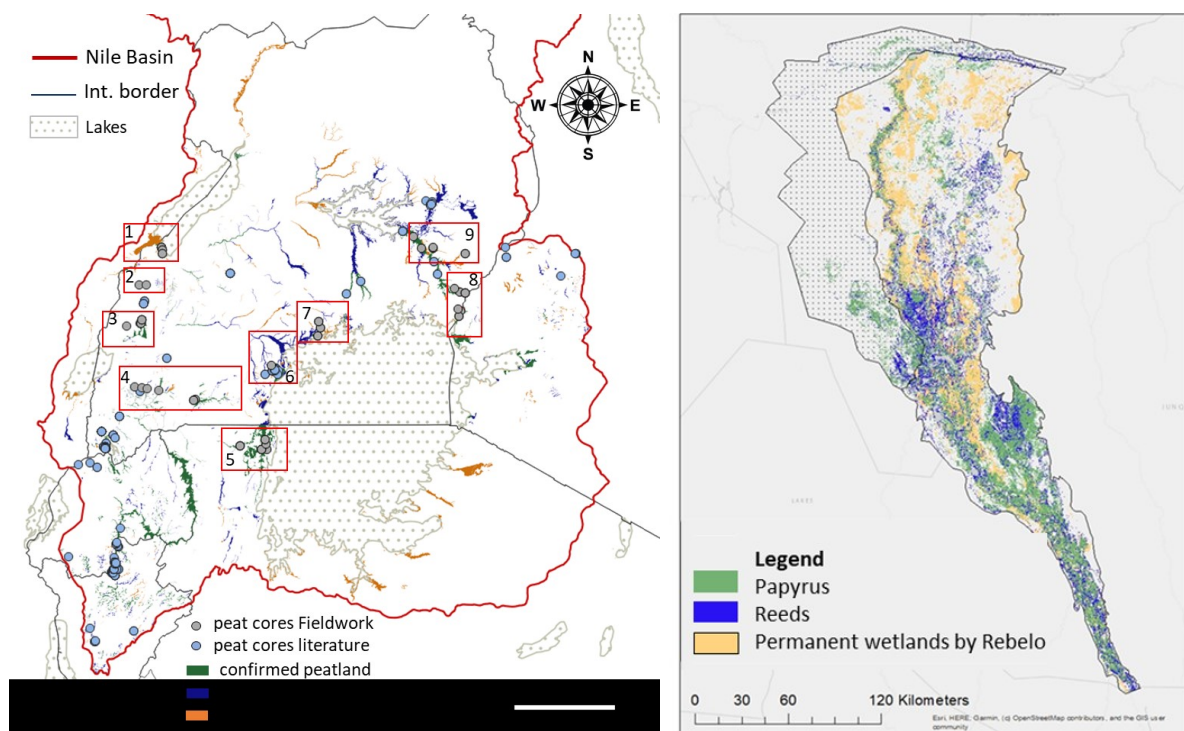 Nile Basin
Int. border
Lakes
N
W
E
S
1
2
3
4
5
6
7
8
9
peat cores Fieldwork
peat cores literature
confirmed peatland
LAKES
Legend
Papyrus
Reeds
Permanent wetlands by Rebelo
0
30
60
120 Kilometers
Esri, HERE, Garmin, (c) OpenStreetMap contributors, and the GIS user
community